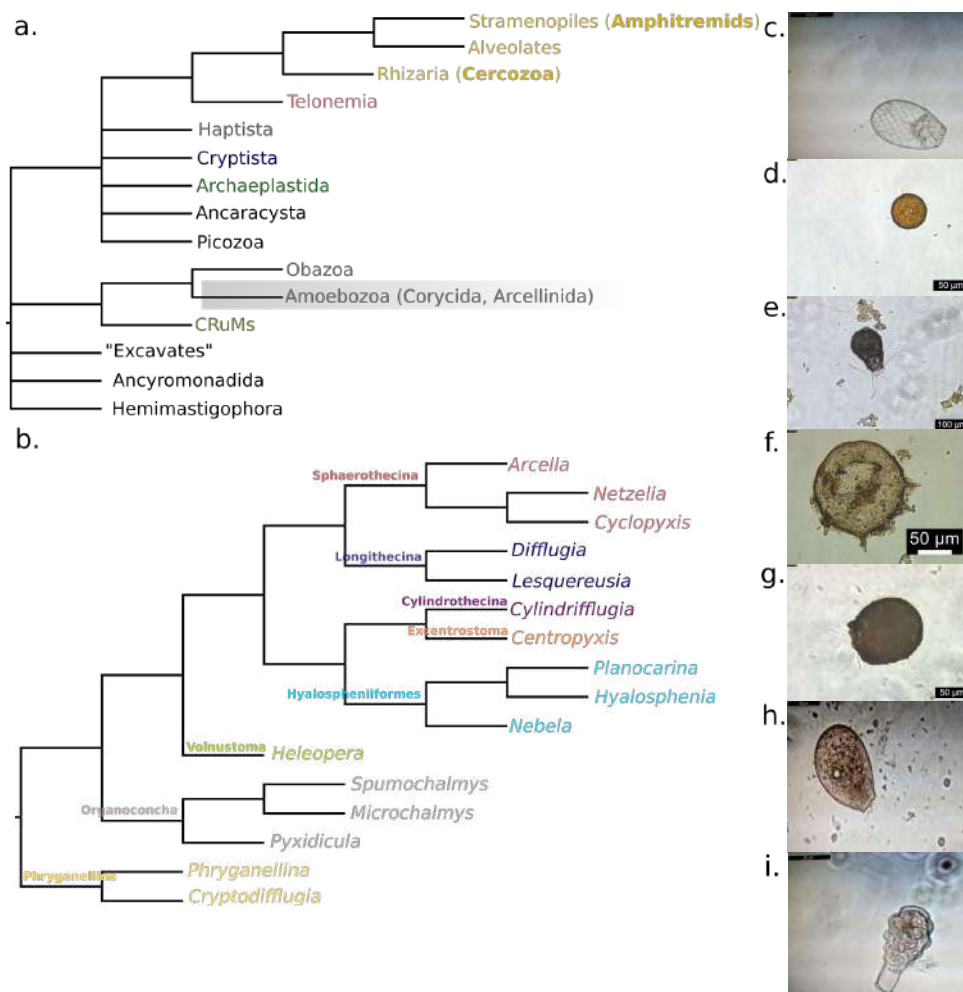 a.
Stramenopiles (Amphitremids)
Alveolates
Rhizaria (Cercozoa)
Telonemia
Haptista
Cryptista
Archaeplastida
Ancaracysta
Picozoa
Obazoa
Amoebozoa (Corycida, Arcellinida)
CRuMs
"Excavates"
Ancyromonadida
Hemimastigophora
b.
Sphaerothecina
Arcella
Netzelia
Cyclopyxis
Longithecina
Difflugia
Lesquereusia
Cylindrothecina
Cylindrifflugia
Excentrostoma
Centropyxis
Planocarina
Hyalospheniiformes
Hyalosphenia
Nebela
Volnustoma
Heleopera
Spumochalmys
Organoconcha
Microchalmys
Pyxidicula
Phryganellina
Phryganellina
Cryptodifflugia
c.
d.
50 µm
e.
100 µm
f.
50 µm
g.
50 µm
h.
i.